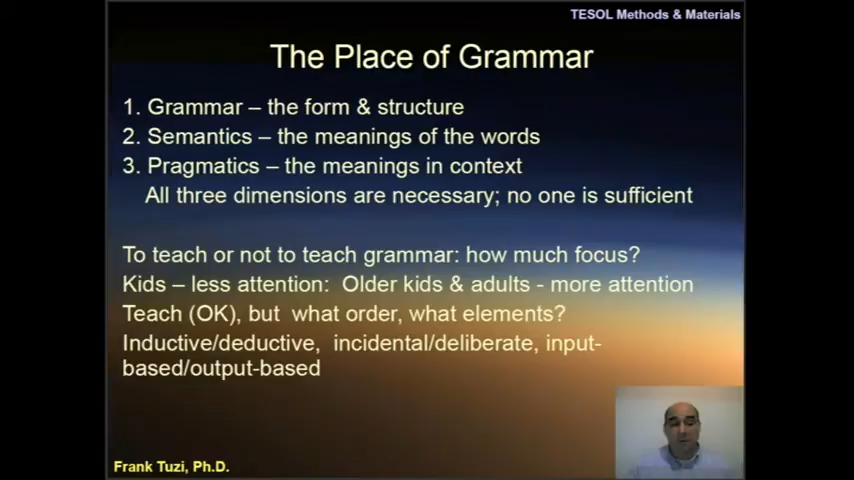 TESOL Methods & Materials
The Place of Grammar
1. Grammar – the form & structure
2. Semantics – the meanings of the words
3. Pragmatics – the meanings in context
All three dimensions are necessary; no one is sufficient
To teach or not to teach grammar: how much focus?
Kids – less attention: Older kids & adults - more attention
Teach (OK), but what order, what elements?
Inductive/deductive, incidental/deliberate, input-
based/output-based
Frank Tuzi, Ph.D.